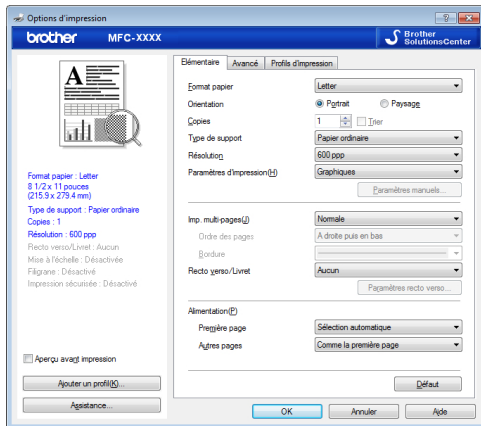 Options d'impression
brother
MFC-XXXX
Brother
SolutionsCenter
Format papier : Letter
8 1/2 x 11 pouces
(215.9 x 279.4 mm)
Type de support : Papier ordinaire
Copies : 1
Résolution : 600 ppp
Recto verso/Livret : Aucun
Mise à l'échelle : Désactivée
Filigrane : Désactivé
Impression sécurisée : Désactivé
Aperçu avant impression
Ajouter un profil(K)...
Assistance...
Elémentaire
Avancé
Profils d'impression
Format papier
Letter
Orientation
Portrait
Paysage
Copies
1
Trier
Type de support
Papier ordinaire
Résolution
600 ppp
Paramètres d'impression(H)
Graphiques
Paramètres manuels...
Imp. multi-pages(J)
Normale
Ordre des pages
A droite puis en bas
Bordure
Recto verso/Livret
Aucun
Paramètres recto verso...
Alimentation(P)
Première page
Sélection automatique
Autres pages
Comme la première page
Défaut
OK
Annuler
Aide